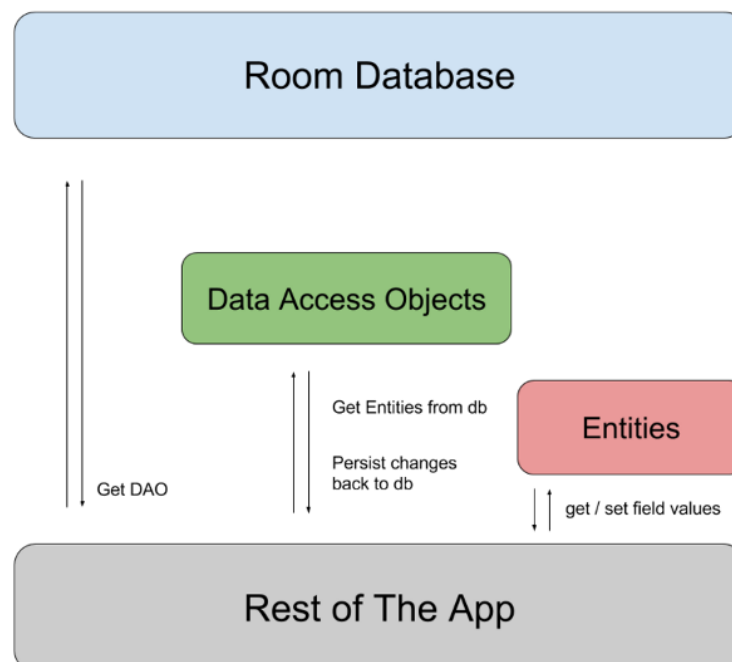 Room Database
Data Access Objects
Get Entities from db
Entities
Persist changes
back to db
Get DAO
get / set field values
Rest of The App